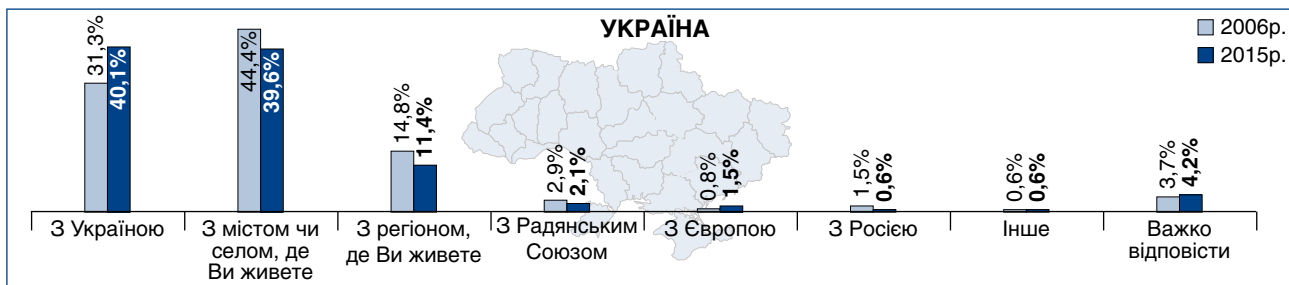 УКРАЇНА
2006р.
2015р.
31,3%
40,1%
44,4%
39,6%
14,8%
11,4%
2,9%
2,1%
0,8%
1,5%
1,5%
0,6%
0,6%
0,6%
3,7%
4,2%
З Україною
З містом чи
селом, де
Ви живете
З регіоном,
де Ви живете
З Радянським
Союзом
З Європою
З Росією
Інше
Важко
відповісти